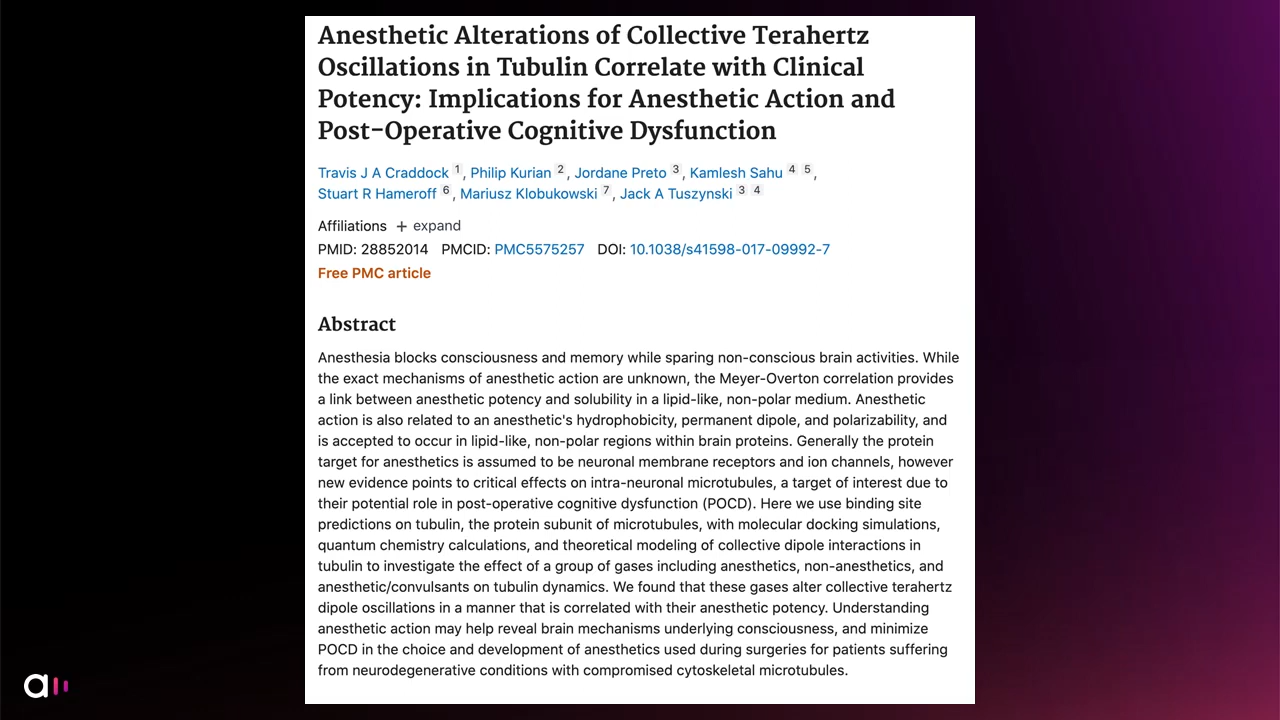 Anesthetic Alterations of Collective Terahertz
Oscillations in Tubulin Correlate with Clinical
Potency: Implications for Anesthetic Action and
Post-Operative Cognitive Dysfunction
Travis J A Craddock 1, Philip Kurian 2, Jordane Preto 3, Kamlesh Sahu 4 5,
Stuart R Hameroff 6, Mariusz Klobukowski 7, Jack A Tuszynski 3 4
Affiliations + expand
PMID: 28852014 PMCID: PMC5575257 DOI: 10.1038/s41598-017-09992-7
Free PMC article
Abstract
Anesthesia blocks consciousness and memory while sparing non-conscious brain activities. While
the exact mechanisms of anesthetic action are unknown, the Meyer-Overton correlation provides
a link between anesthetic potency and solubility in a lipid-like, non-polar medium. Anesthetic
action is also related to an anesthetic's hydrophobicity, permanent dipole, and polarizability, and
is accepted to occur in lipid-like, non-polar regions within brain proteins. Generally the protein
target for anesthetics is assumed to be neuronal membrane receptors and ion channels, however
new evidence points to critical effects on intra-neuronal microtubules, a target of interest due to
their potential role in post-operative cognitive dysfunction (POCD). Here we use binding site
predictions on tubulin, the protein subunit of microtubules, with molecular docking simulations,
quantum chemistry calculations, and theoretical modeling of collective dipole interactions in
tubulin to investigate the effect of a group of gases including anesthetics, non-anesthetics, and
anesthetic/convulsants on tubulin dynamics. We found that these gases alter collective terahertz
dipole oscillations in a manner that is correlated with their anesthetic potency. Understanding
anesthetic action may help reveal brain mechanisms underlying consciousness, and minimize
POCD in the choice and development of anesthetics used during surgeries for patients suffering
from neurodegenerative conditions with compromised cytoskeletal microtubules.